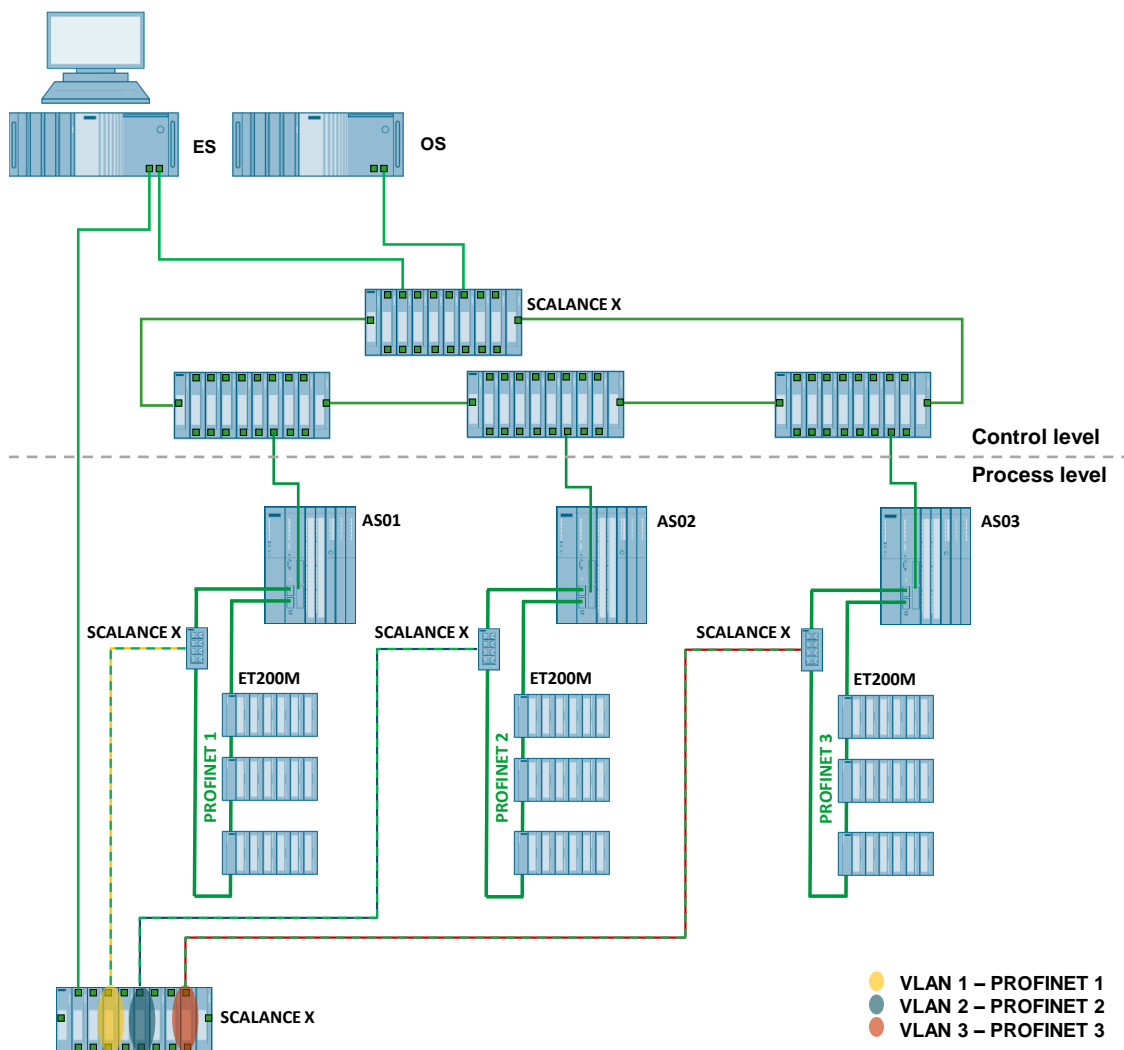 ES
OS
SCALANCE X
Control level
Process level
AS01
AS02
AS03
SCALANCE X
SCALANCE X
SCALANCE X
ET200M
ET200M
ET200M
PROFINET 1
PROFINET 2
PROFINET 3
SCALANCE X
VLAN 1 – PROFINET 1
VLAN 2 – PROFINET 2
VLAN 3 – PROFINET 3